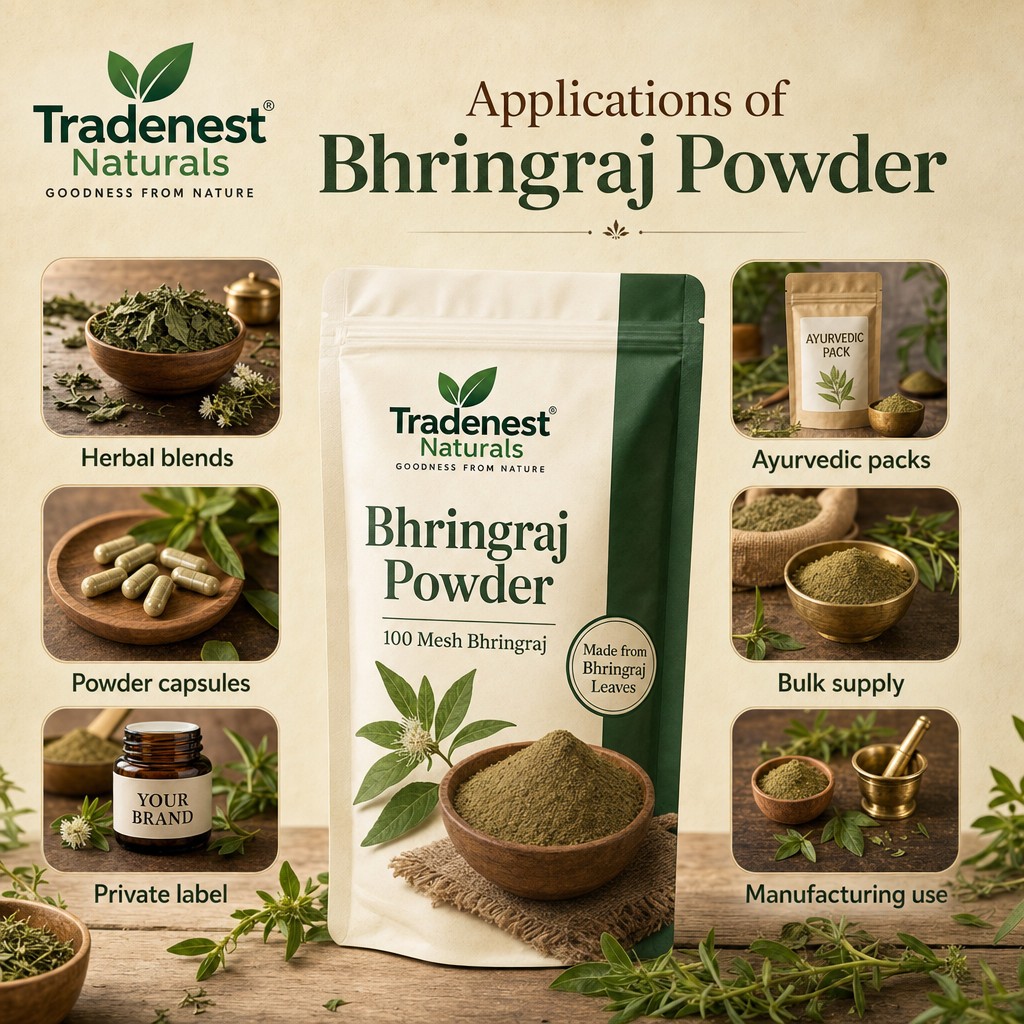 Tradenest®
Naturals
GOODNESS FROM NATURE
Applications of
Bhringraj Powder
Herbal blends
Powder capsules
YOUR
BRAND
Private label
Tradenest®
Naturals
GOODNESS FROM NATURE
Bhringraj
Powder
100 Mesh Bhringraj
Made from
Bhringraj
Leaves
AYURVEDIC
PACK
Ayurvedic packs
Bulk supply
Manufacturing use